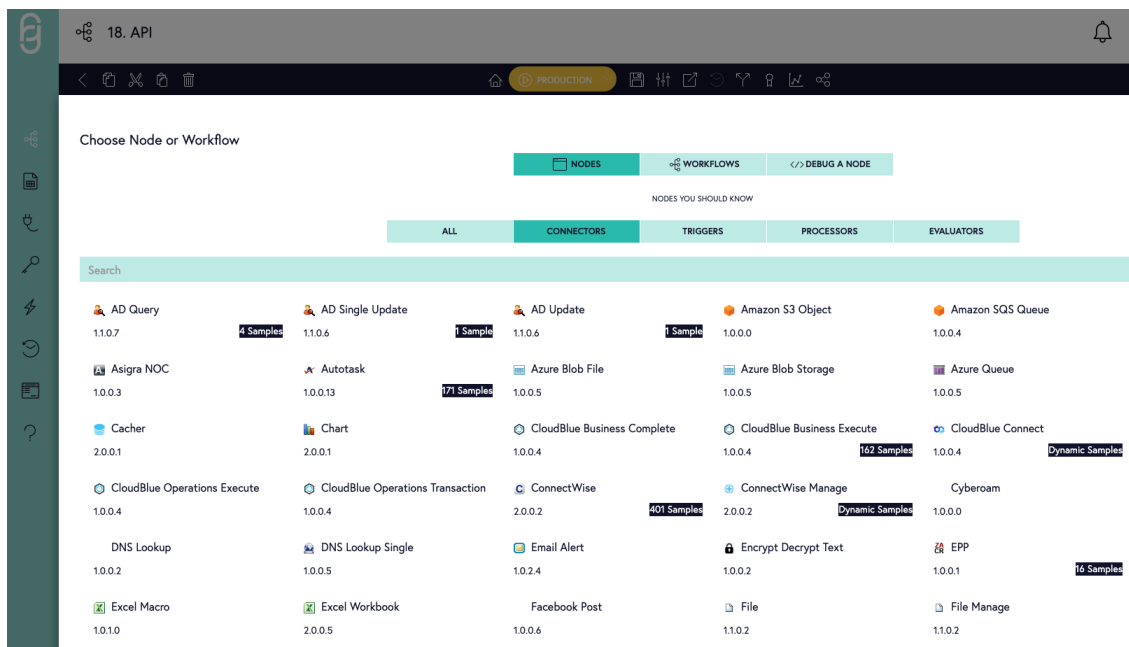 18. API
PRODUCTION
Choose Node or Workflow
NODES WORKFLOWS </> DEBUG A NODE
NODES YOU SHOULD KNOW
ALL CONNECTORS TRIGGERS PROCESSORS EVALUATORS
Search
AD Query AD Single Update AD Update Amazon S3 Object Amazon SQS Queue
1.1.0.7 4 Samples 1.1.0.6 1 Sample 1.1.0.6 1 Sample 1.0.0.0 1.0.0.4
Asigra NOC Autotask Azure Blob File Azure Blob Storage Azure Queue
1.0.0.3 1.0.0.13 171 Samples 1.0.0.5 1.0.0.5 1.0.0.5
Cacher Chart CloudBlue Business Complete CloudBlue Business Execute CloudBlue Connect
2.0.0.1 2.0.0.1 1.0.0.4 1.0.0.4 162 Samples 1.0.0.4 Dynamic Samples
CloudBlue Operations Execute CloudBlue Operations Transaction ConnectWise ConnectWise Manage Cyberoam
1.0.0.4 1.0.0.4 2.0.0.2 401 Samples 2.0.0.2 Dynamic Samples 1.0.0.0
DNS Lookup DNS Lookup Single Email Alert Encrypt Decrypt Text ZA CR EPP
1.0.0.2 1.0.0.5 1.0.2.4 1.0.0.2 1.0.0.1 16 Samples
Excel Macro Excel Workbook Facebook Post File File Manage
1.0.1.0 2.0.0.5 1.0.0.6 1.1.0.2 1.1.0.2